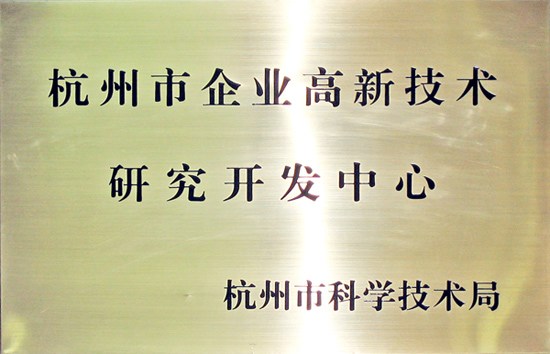 杭州市企业高新技术
研究开发中心
杭州市科学技术局